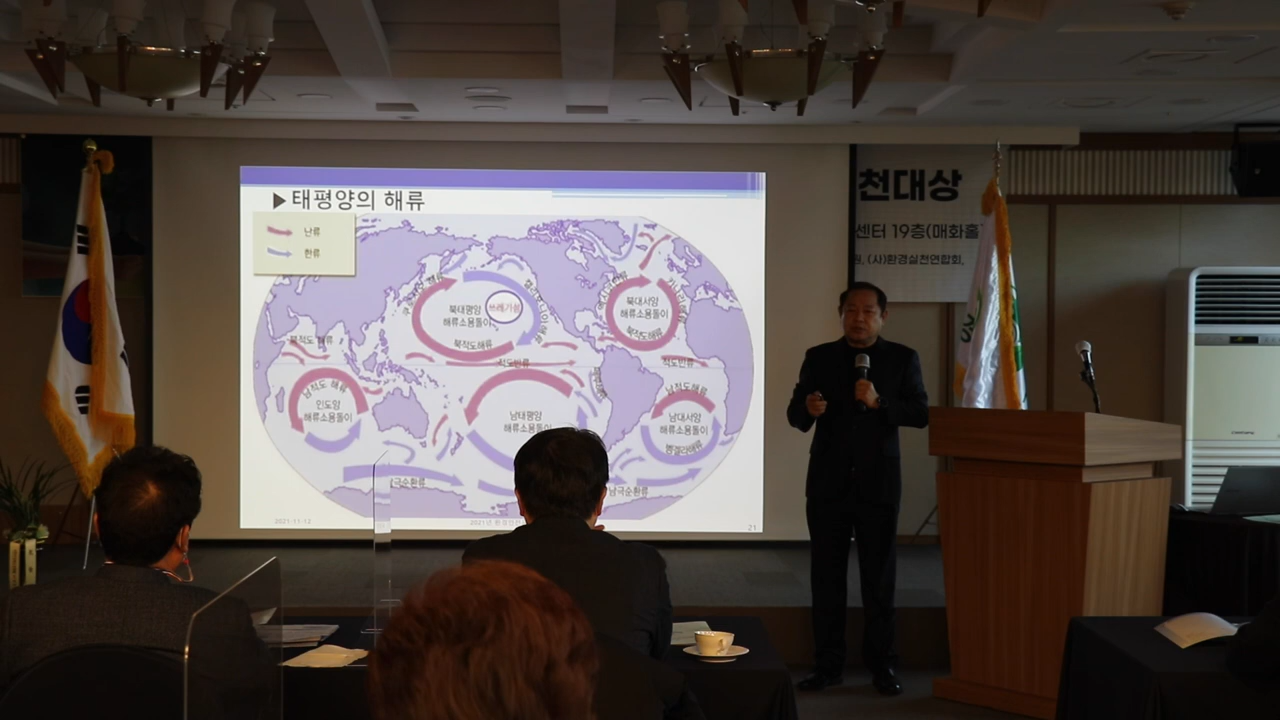 ▶태평양의 해류
난류
한류
북태평양
해류소용돌이
쓰레기섬
북적도해류
북대서양
해류소용돌이
북적도해류
적도반류
적도반류
남적도 해류
인도양
해류소용돌이
남태평양
해류소용돌이
남적도해류
남대서양
해류소용돌이
남극순환류
2021-11-12
21
천대상
센터 19층(매화홀
(사)환경실천연합회,